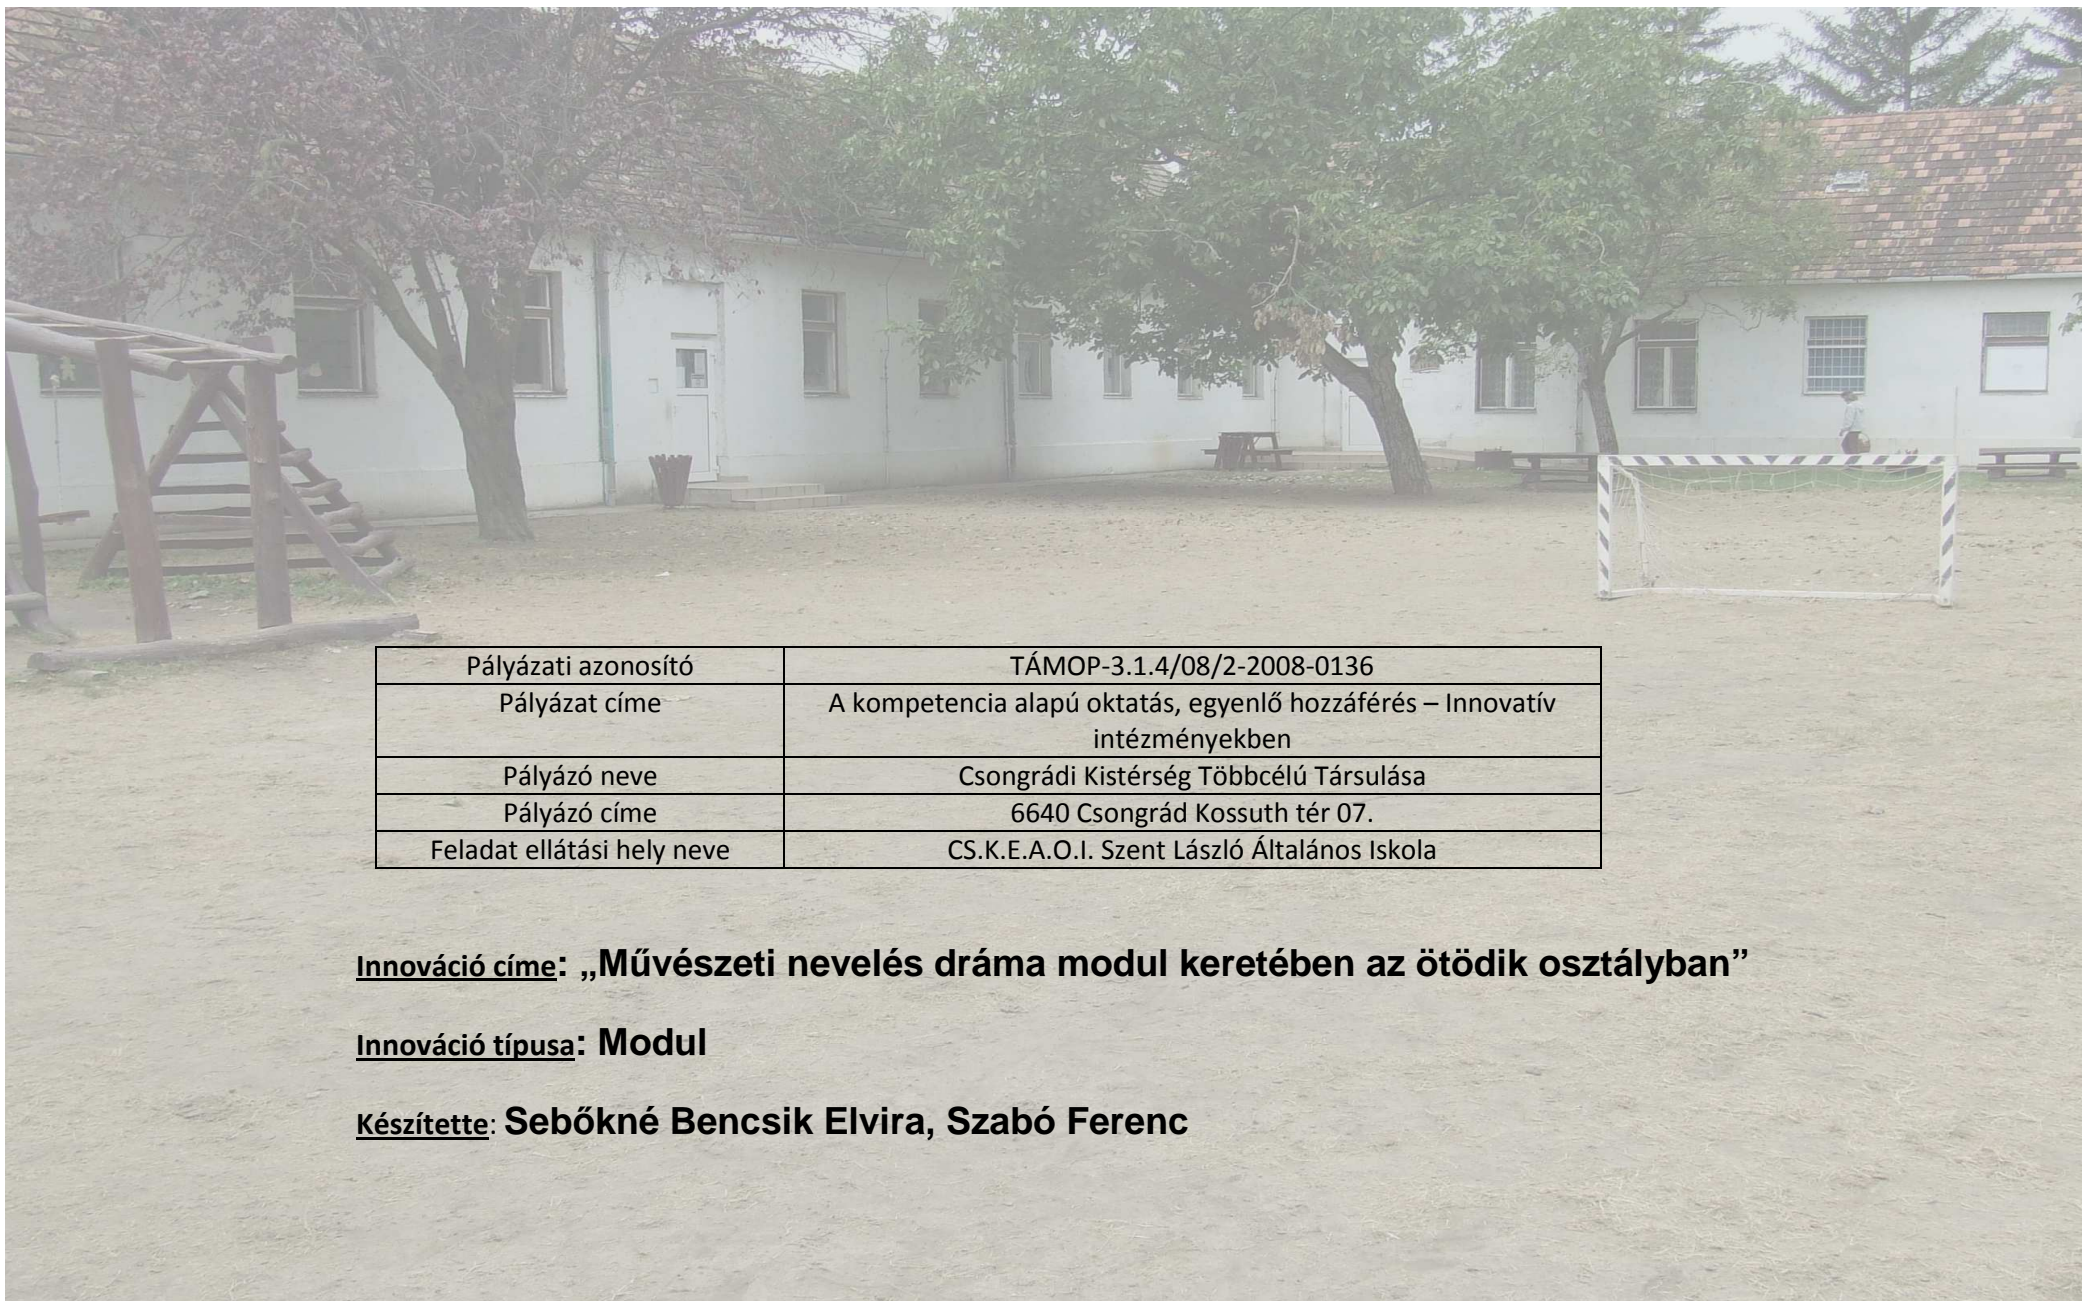 Pályázati azonosító TÁMOP-3.1.4/08/2-2008-0136
Pályázat címe A kompetencia alapú oktatás, egyenlő hozzáférés – Innovatív
intézményekben
Pályázó neve Csongrádi Kistérség Többcélú Társulása
Pályázó címe 6640 Csongrád Kossuth tér 07.
Feladat ellátási hely neve CS.K.E.A.O.I. Szent László Általános Iskola
Innováció címe: „Művészeti nevelés dráma modul keretében az ötödik osztályban”
Innováció típusa: Modul
Készítette: Sebőkné Bencsik Elvira, Szabó Ferenc